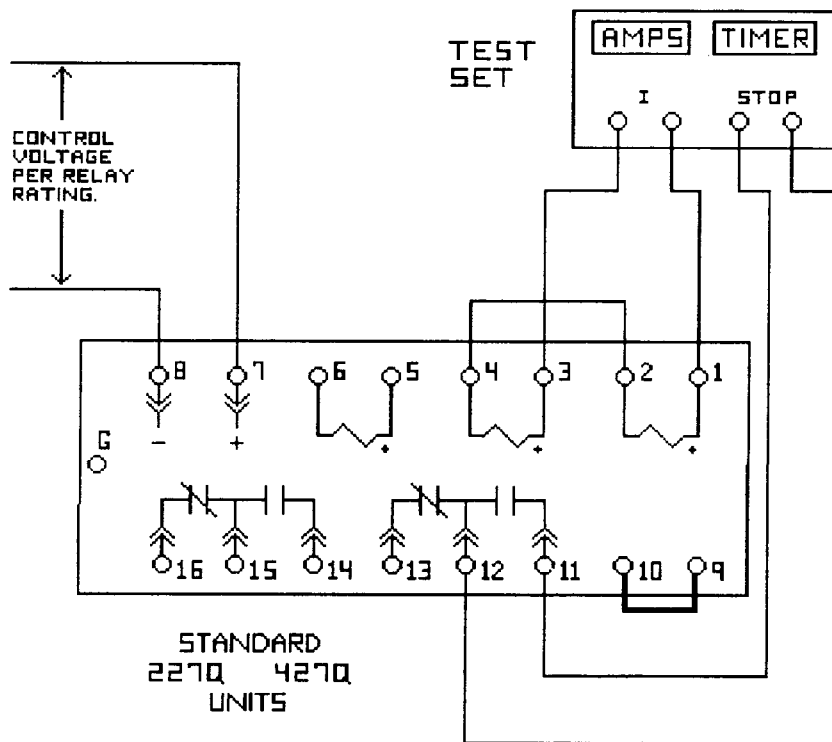 TEST
SET
AMPS TIMER
I STOP
CONTROL
VOLTAGE
PER RELAY
RATING.
8 7 6 5 4 3 2 1
G - + + + +
16 15 14 13 12 11 10 9
STANDARD
227Q 427Q
UNITS